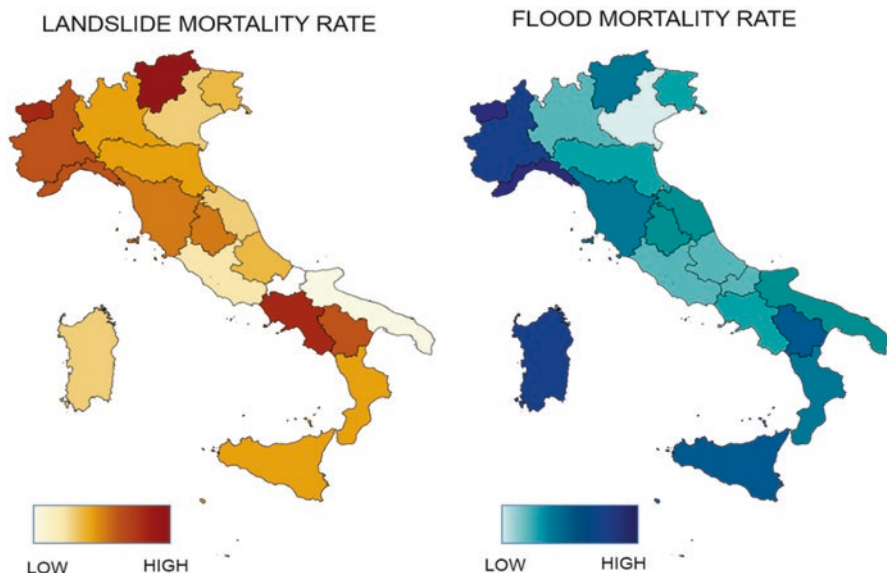 LANDSLIDE MORTALITY RATE
FLOOD MORTALITY RATE
LOW HIGH
LOW HIGH